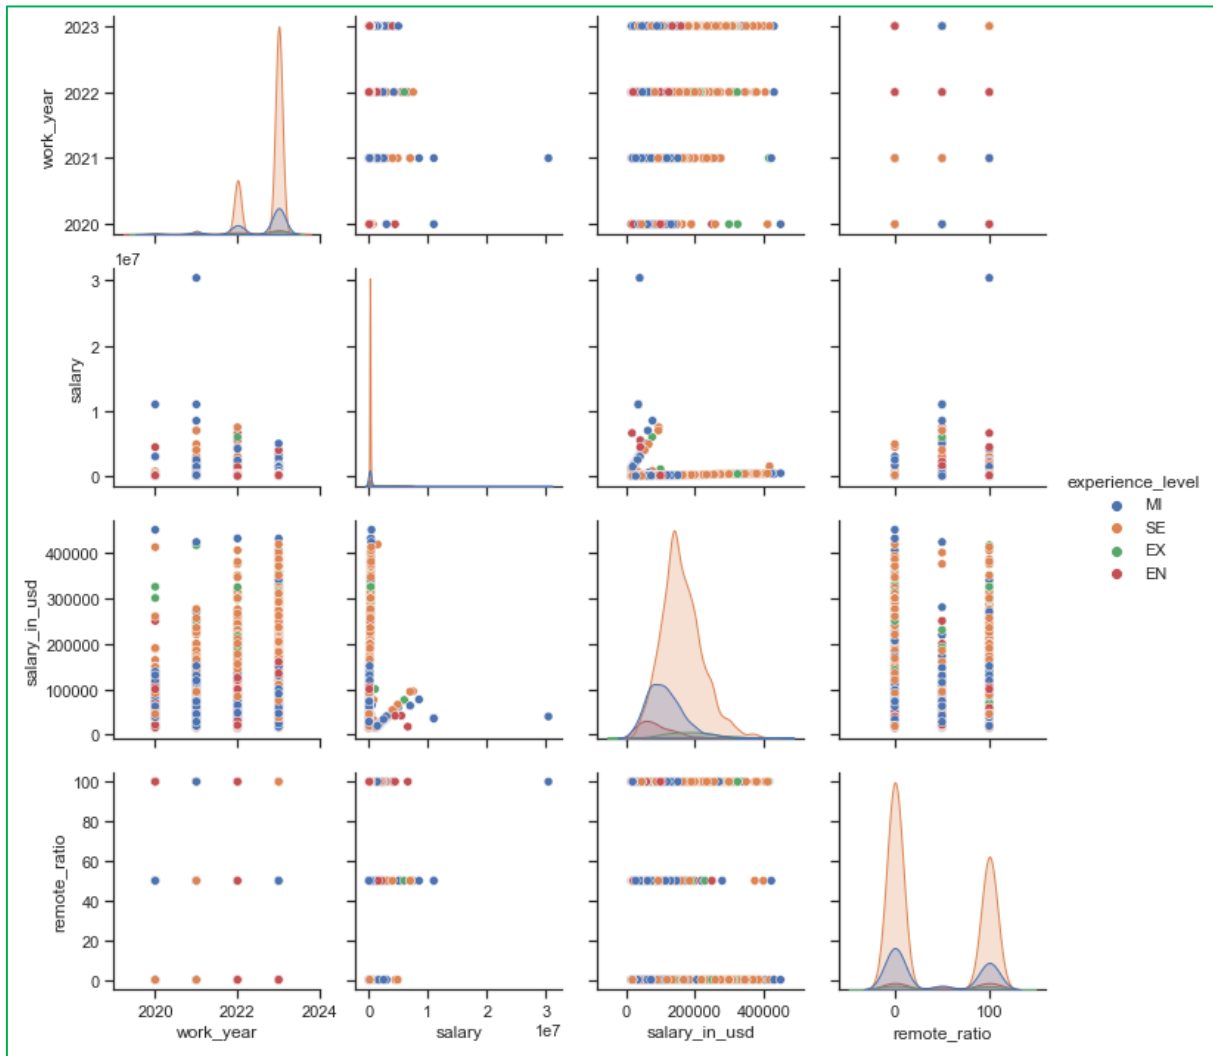 2023
2022
2021
2020
work_year
1e7
3
2
1
0
salary
experience_level
MI
SE
EX
EN
400000
300000
200000
100000
0
salary_in_usd
100
80
60
40
20
0
remote_ratio
2020 2022 2024
work_year
0 1 2 3
1e7
salary
0 200000 400000
salary_in_usd
0 100
remote_ratio